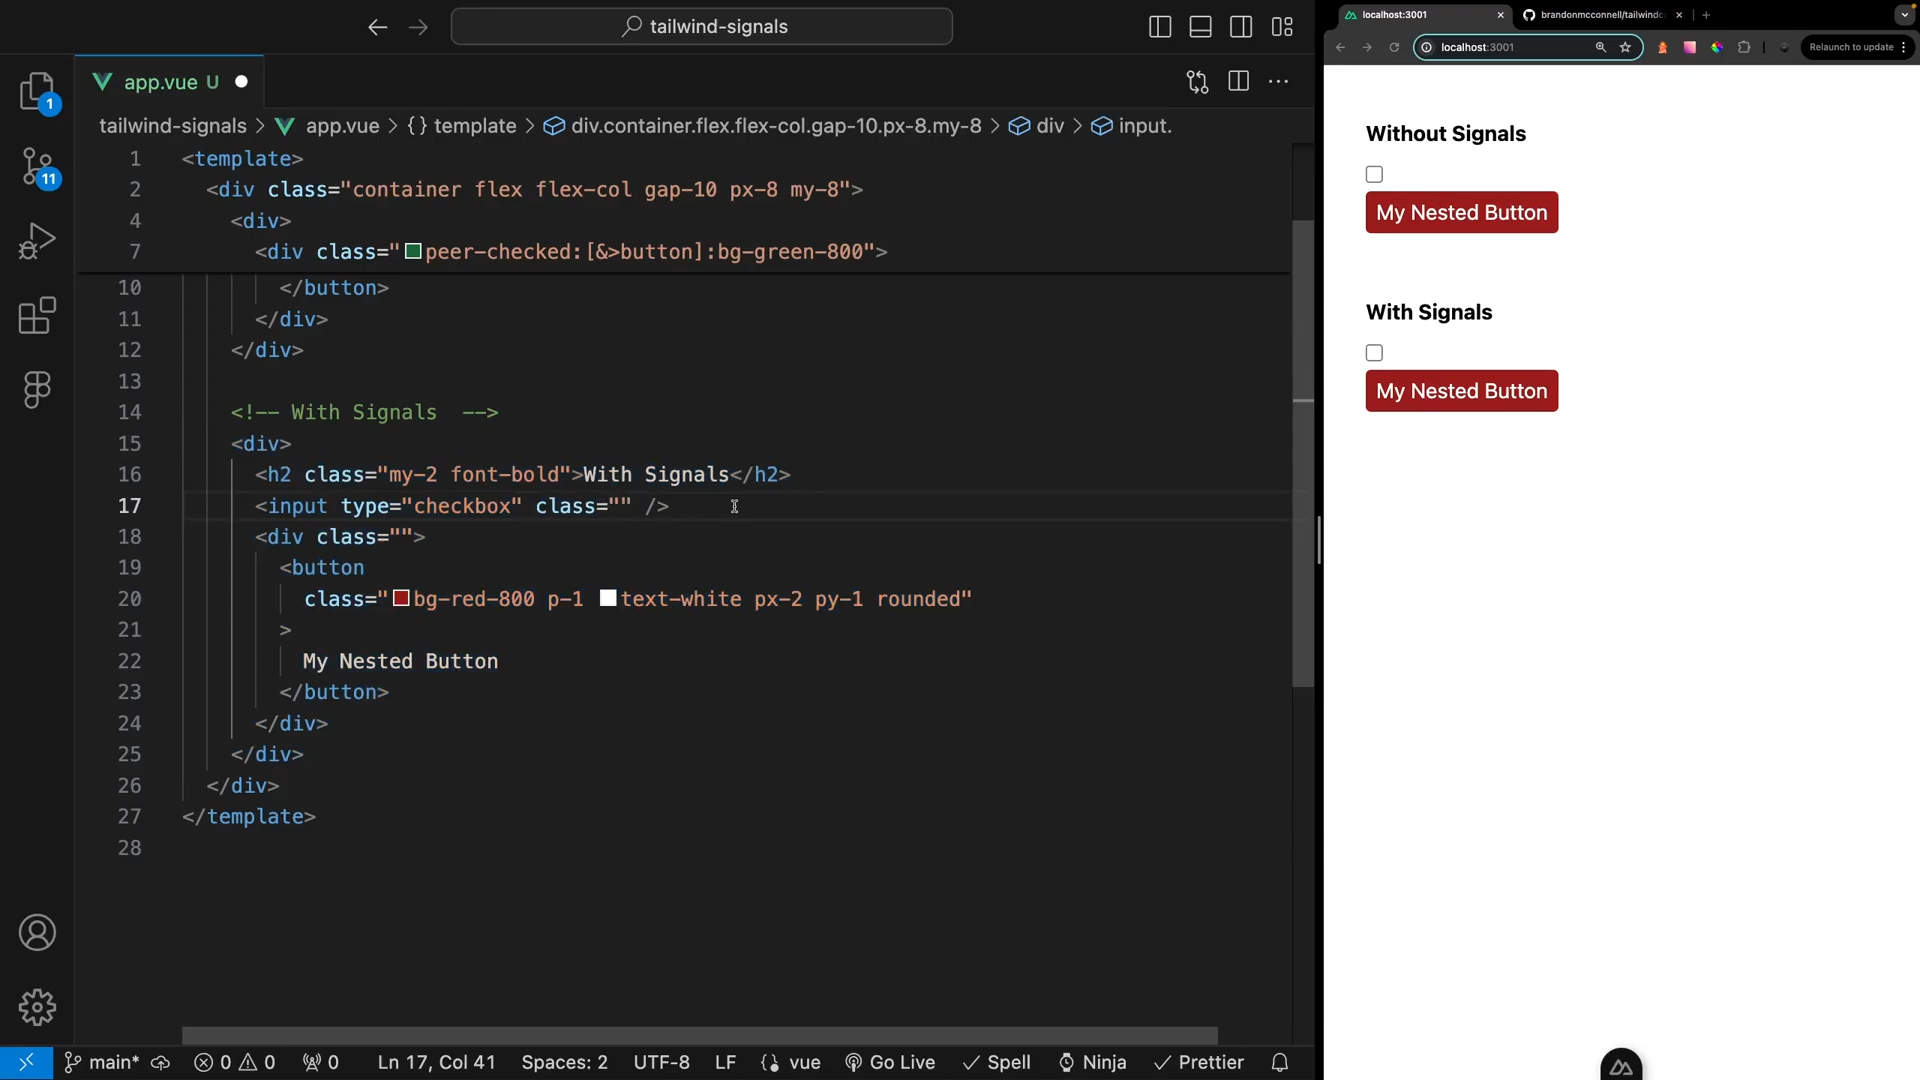 tailwind-signals
app.vue U
tailwind-signals > app.vue > {} template > div.container.flex.flex-col.gap-10.px-8.my-8 > div > input.
1 <template>
2 <div class="container flex flex-col gap-10 px-8 my-8">
4 <div>
7 <div class="peer-checked:[&>button]:bg-green-800">
10 </button>
11 </div>
12 </div>
13
14 <!-- With Signals  -->
15 <div>
16 <h2 class="my-2 font-bold">With Signals</h2>
17 <input type="checkbox" class="" />
18 <div class="">
19 <button
20 class="bg-red-800 p-1 text-white px-2 py-1 rounded"
21 >
22 My Nested Button
23 </button>
24 </div>
25 </div>
26 </div>
27 </template>
28
1
11
main* 0 0 0 Ln 17, Col 41 Spaces: 2 UTF-8 LF {} vue Go Live Spell Ninja Prettier
localhost:3001
brandonmcconnell/tailwindc
localhost:3001
Relaunch to update
Without Signals
My Nested Button
With Signals
My Nested Button